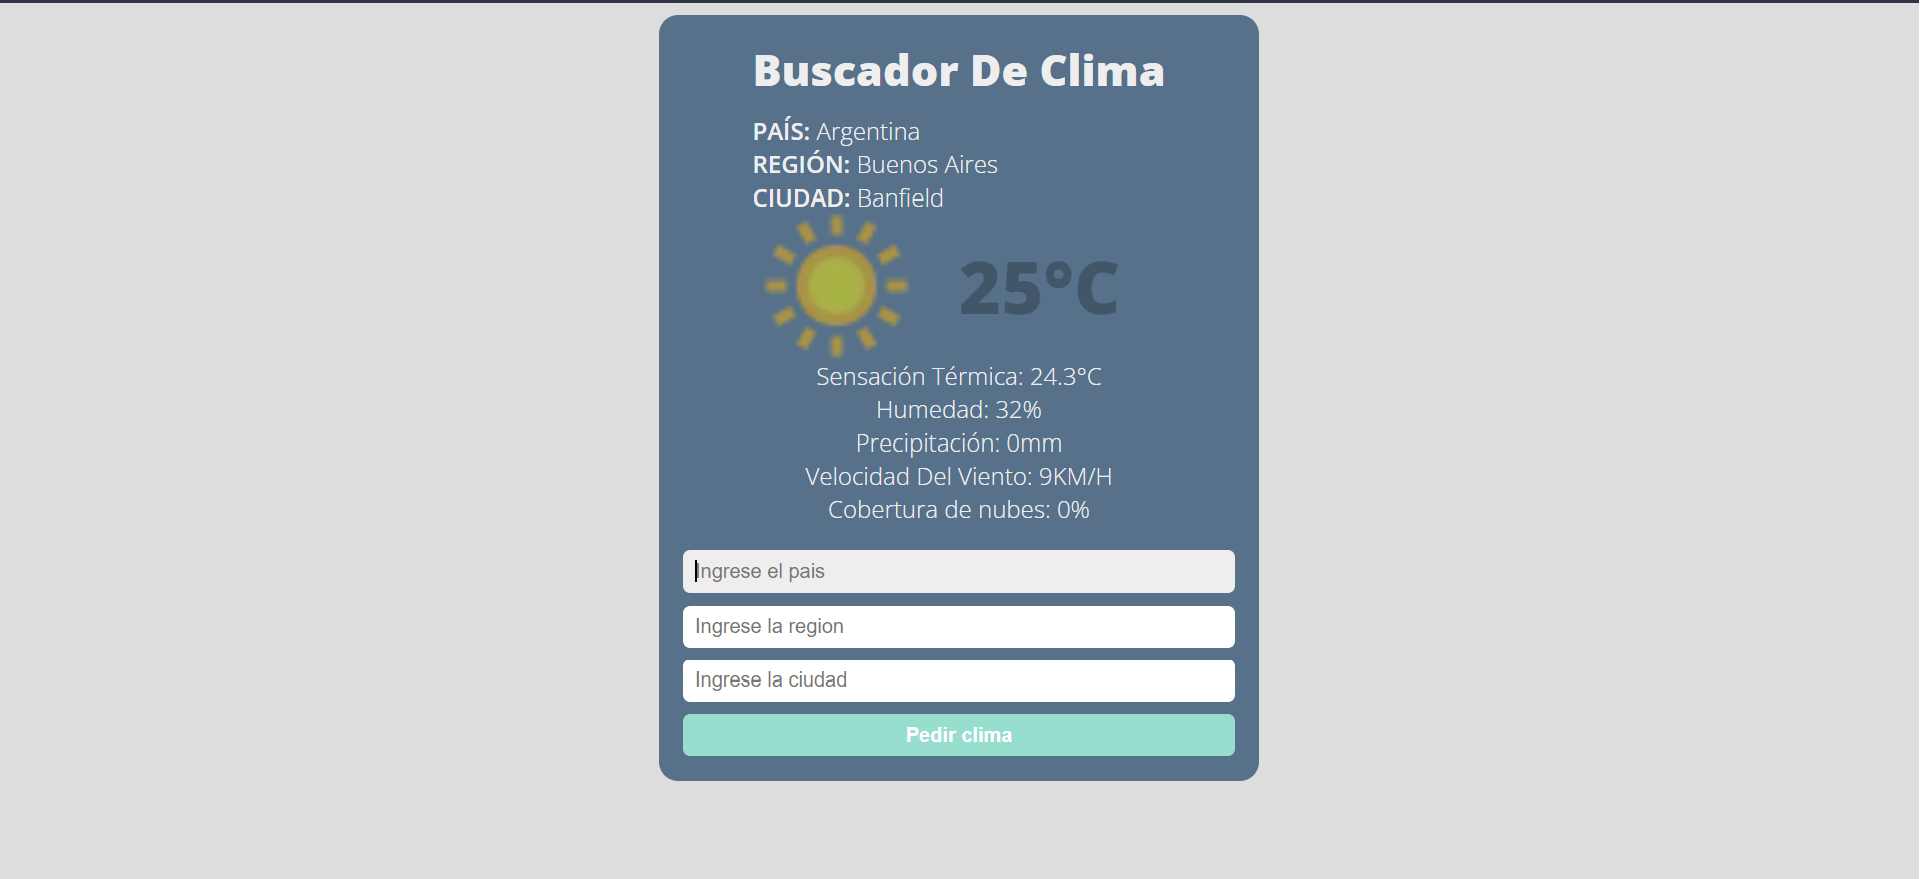 Buscador De Clima
PAÍS: Argentina
REGIÓN: Buenos Aires
CIUDAD: Banfield
25°C
Sensación Térmica: 24.3°C
Humedad: 32%
Precipitación: 0mm
Velocidad Del Viento: 9KM/H
Cobertura de nubes: 0%
Ingrese el pais
Ingrese la region
Ingrese la ciudad
Pedir clima